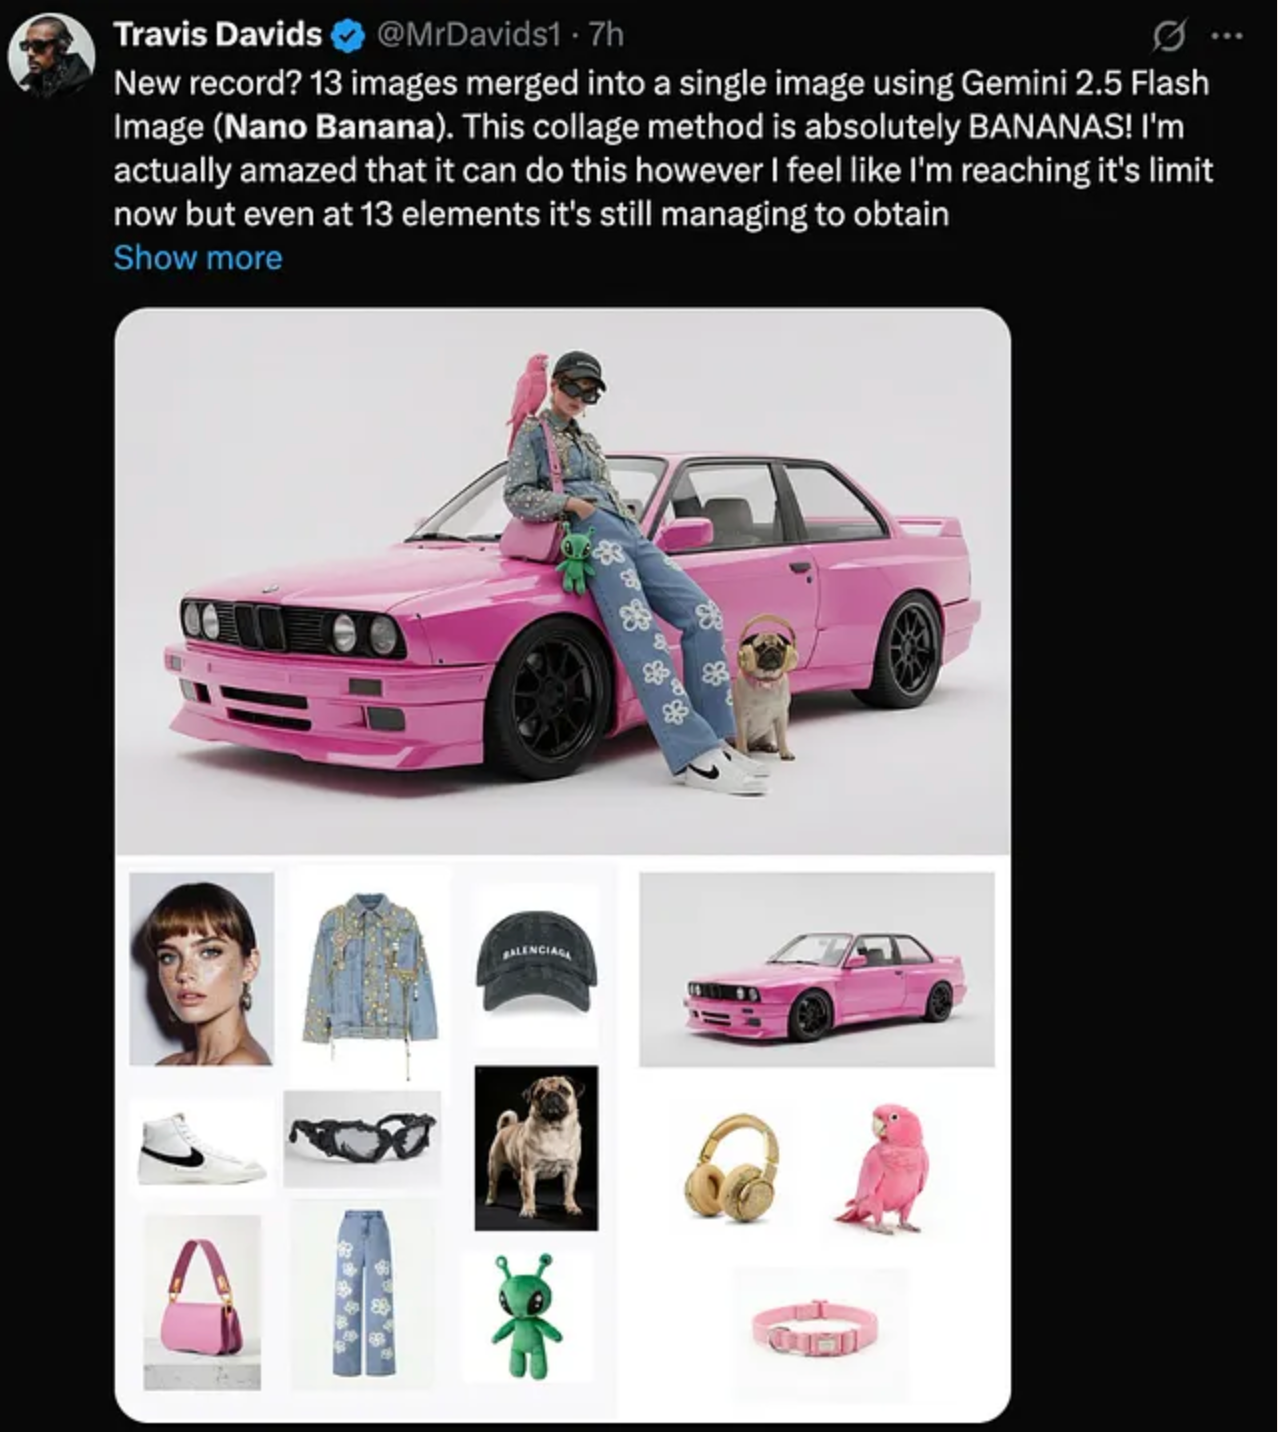 Travis Davids @MrDavids1 · 7h
New record? 13 images merged into a single image using Gemini 2.5 Flash
Image (Nano Banana). This collage method is absolutely BANANAS! I'm
actually amazed that it can do this however I feel like I'm reaching it's limit
now but even at 13 elements it's still managing to obtain
Show more
BALENCIAGA